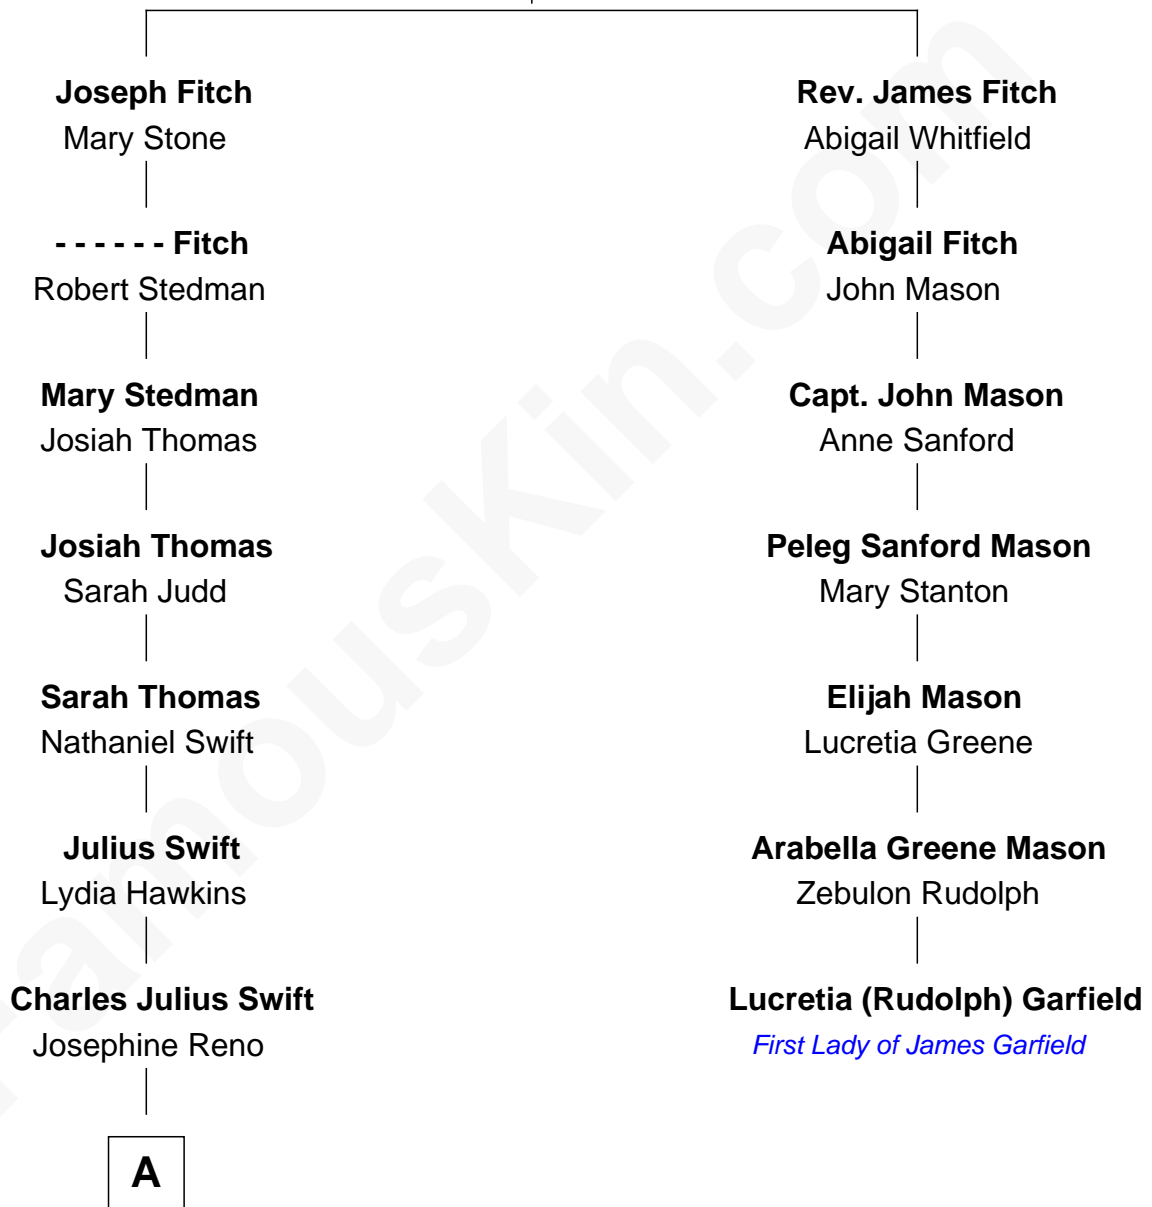 Joseph Fitch
Mary Stone
- - - - - - Fitch
Robert Stedman
Mary Stedman
Josiah Thomas
Josiah Thomas
Sarah Judd
Sarah Thomas
Nathaniel Swift
Julius Swift
Lydia Hawkins
Charles Julius Swift
Josephine Reno
A
Rev. James Fitch
Abigail Whitfield
Abigail Fitch
John Mason
Capt. John Mason
Anne Sanford
Peleg Sanford Mason
Mary Stanton
Elijah Mason
Lucretia Greene
Arabella Greene Mason
Zebulon Rudolph
Lucretia (Rudolph) Garfield
First Lady of James Garfield
FamousKin.com